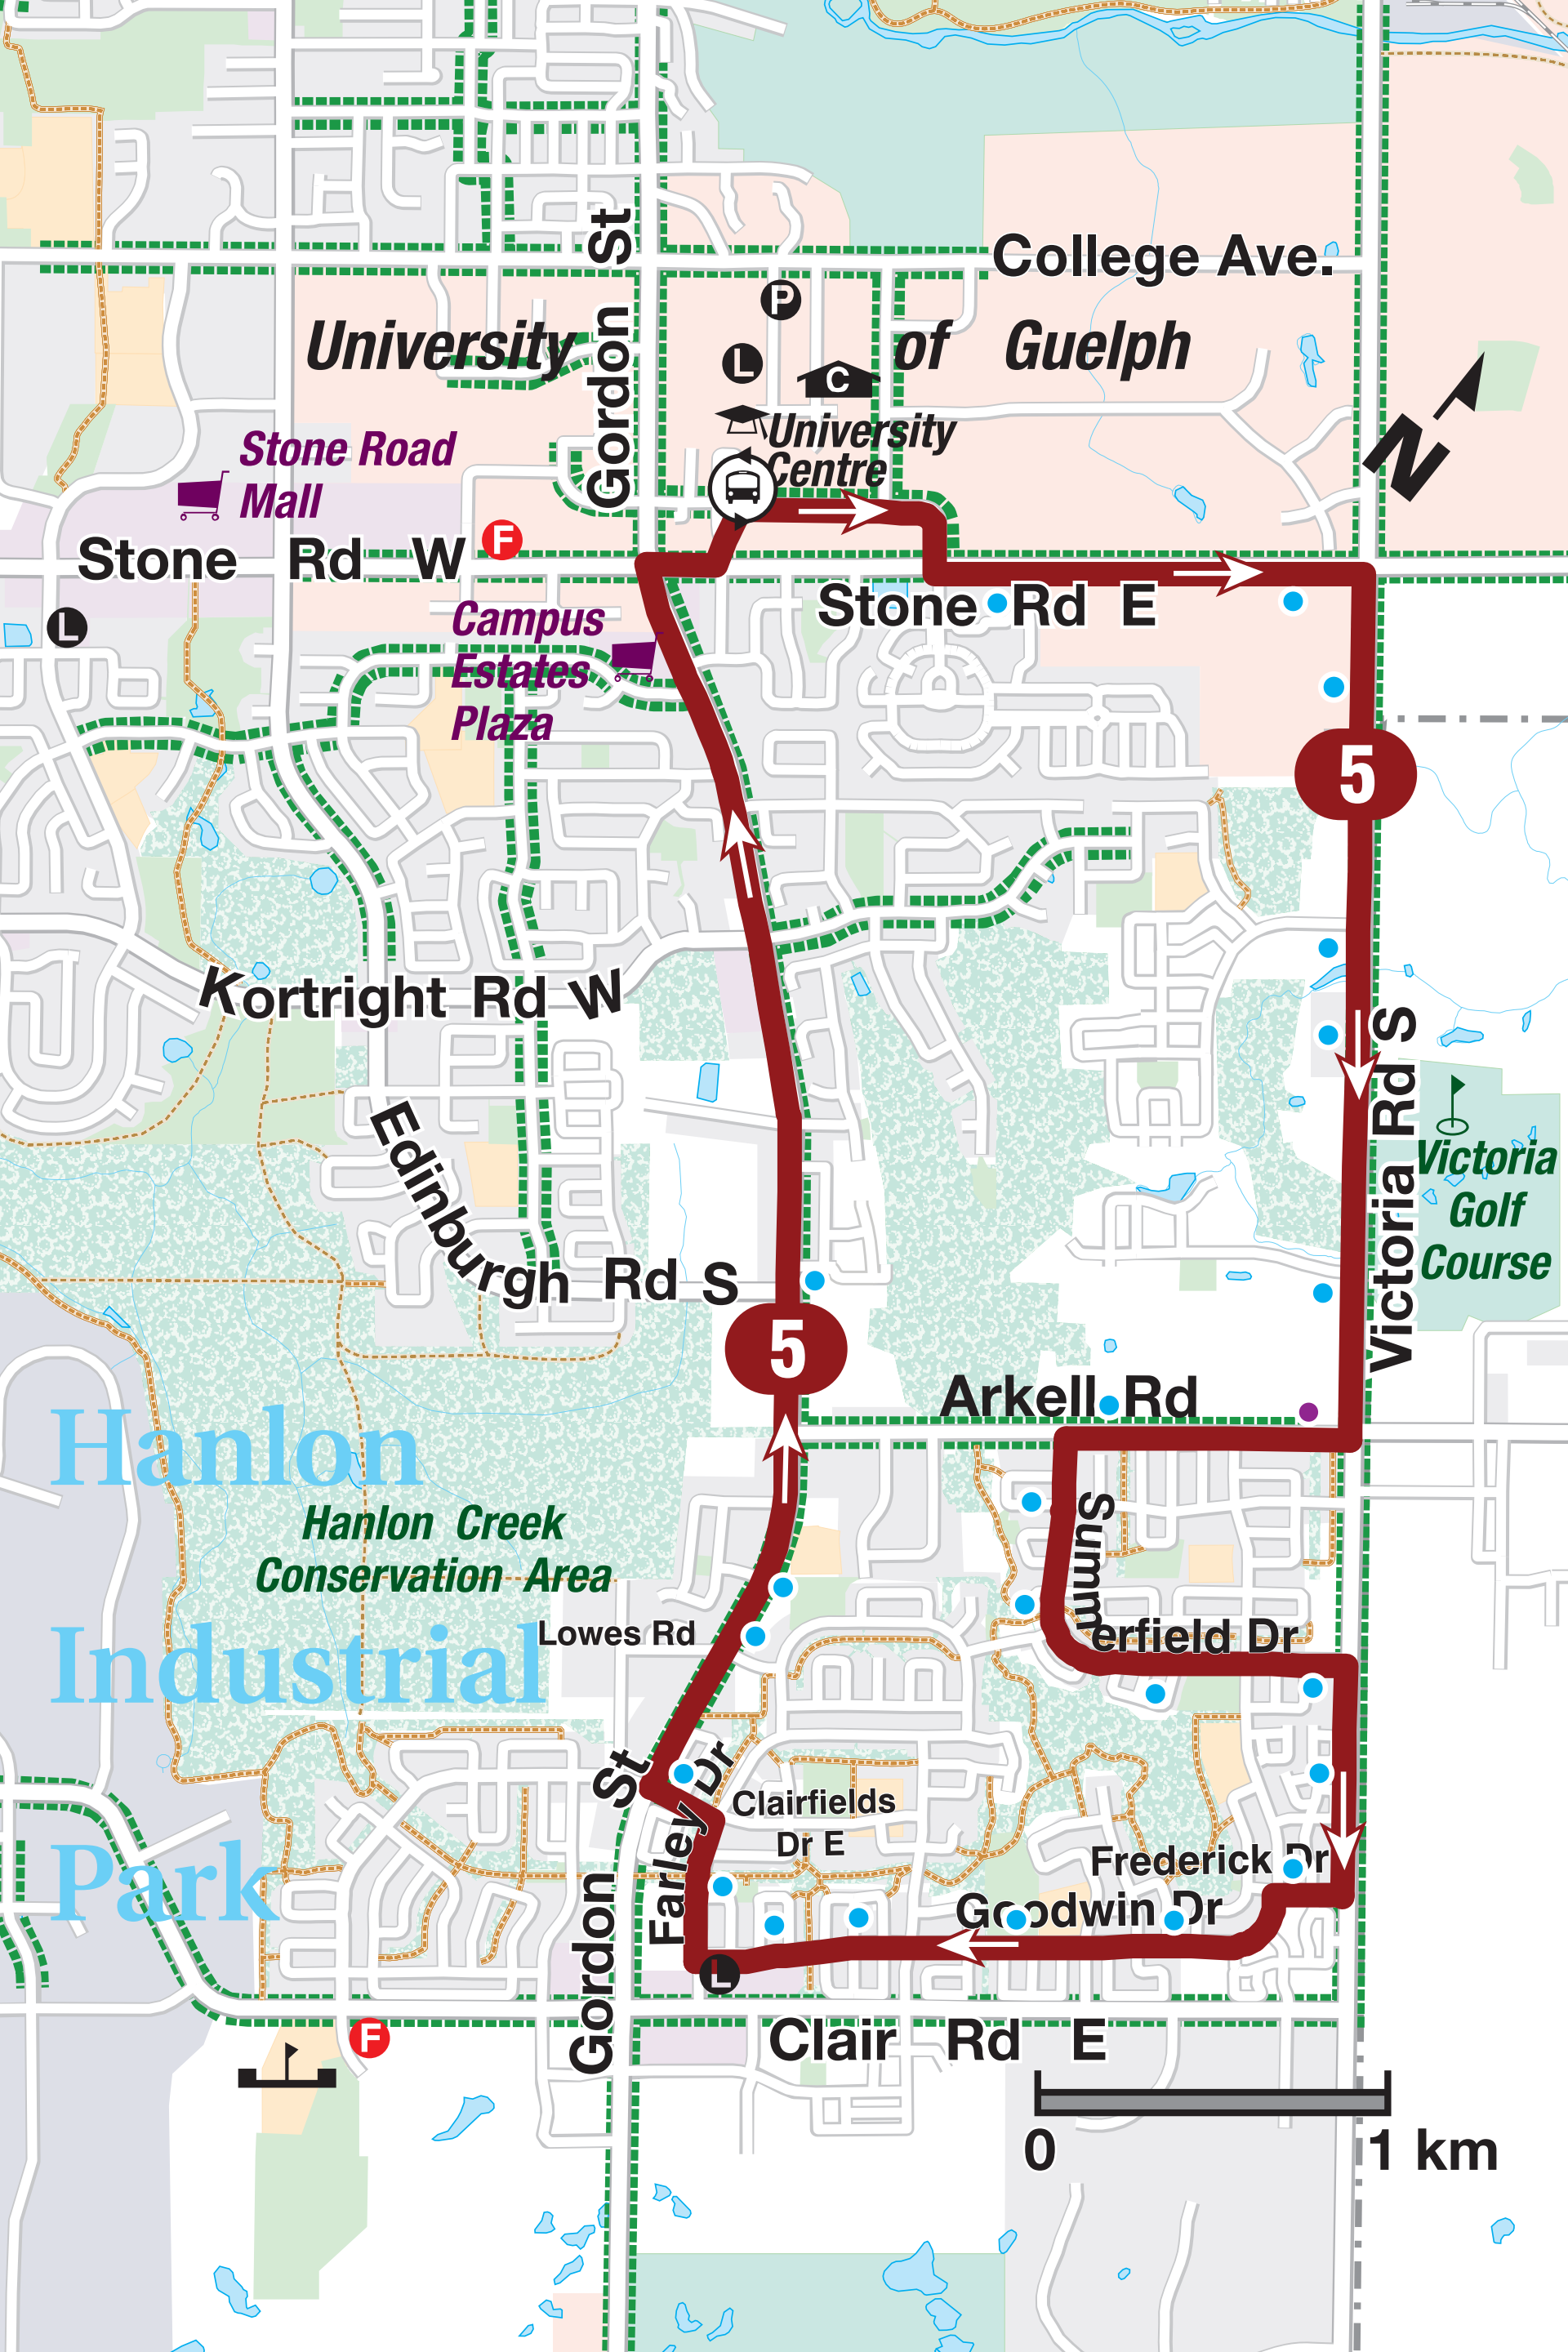 College Ave.
Gordon St
P
University of Guelph
L
C
University
Centre
N
Stone Road
Mall
F
Stone Rd W
Stone Rd E
L
Campus
Estates
Plaza
5
Kortright Rd W
Victoria Rd S
Victoria
Golf
Course
Edinburgh Rd S
5
Arkell Rd
Hanlon
Industrial
Park
Hanlon Creek
Conservation Area
Summerfield Dr
Lowes Rd
Gordon St
Farley Dr
Clairfields
Dr E
Frederick Dr
Goodwin Dr
L
F
Clair Rd E
0
1 km